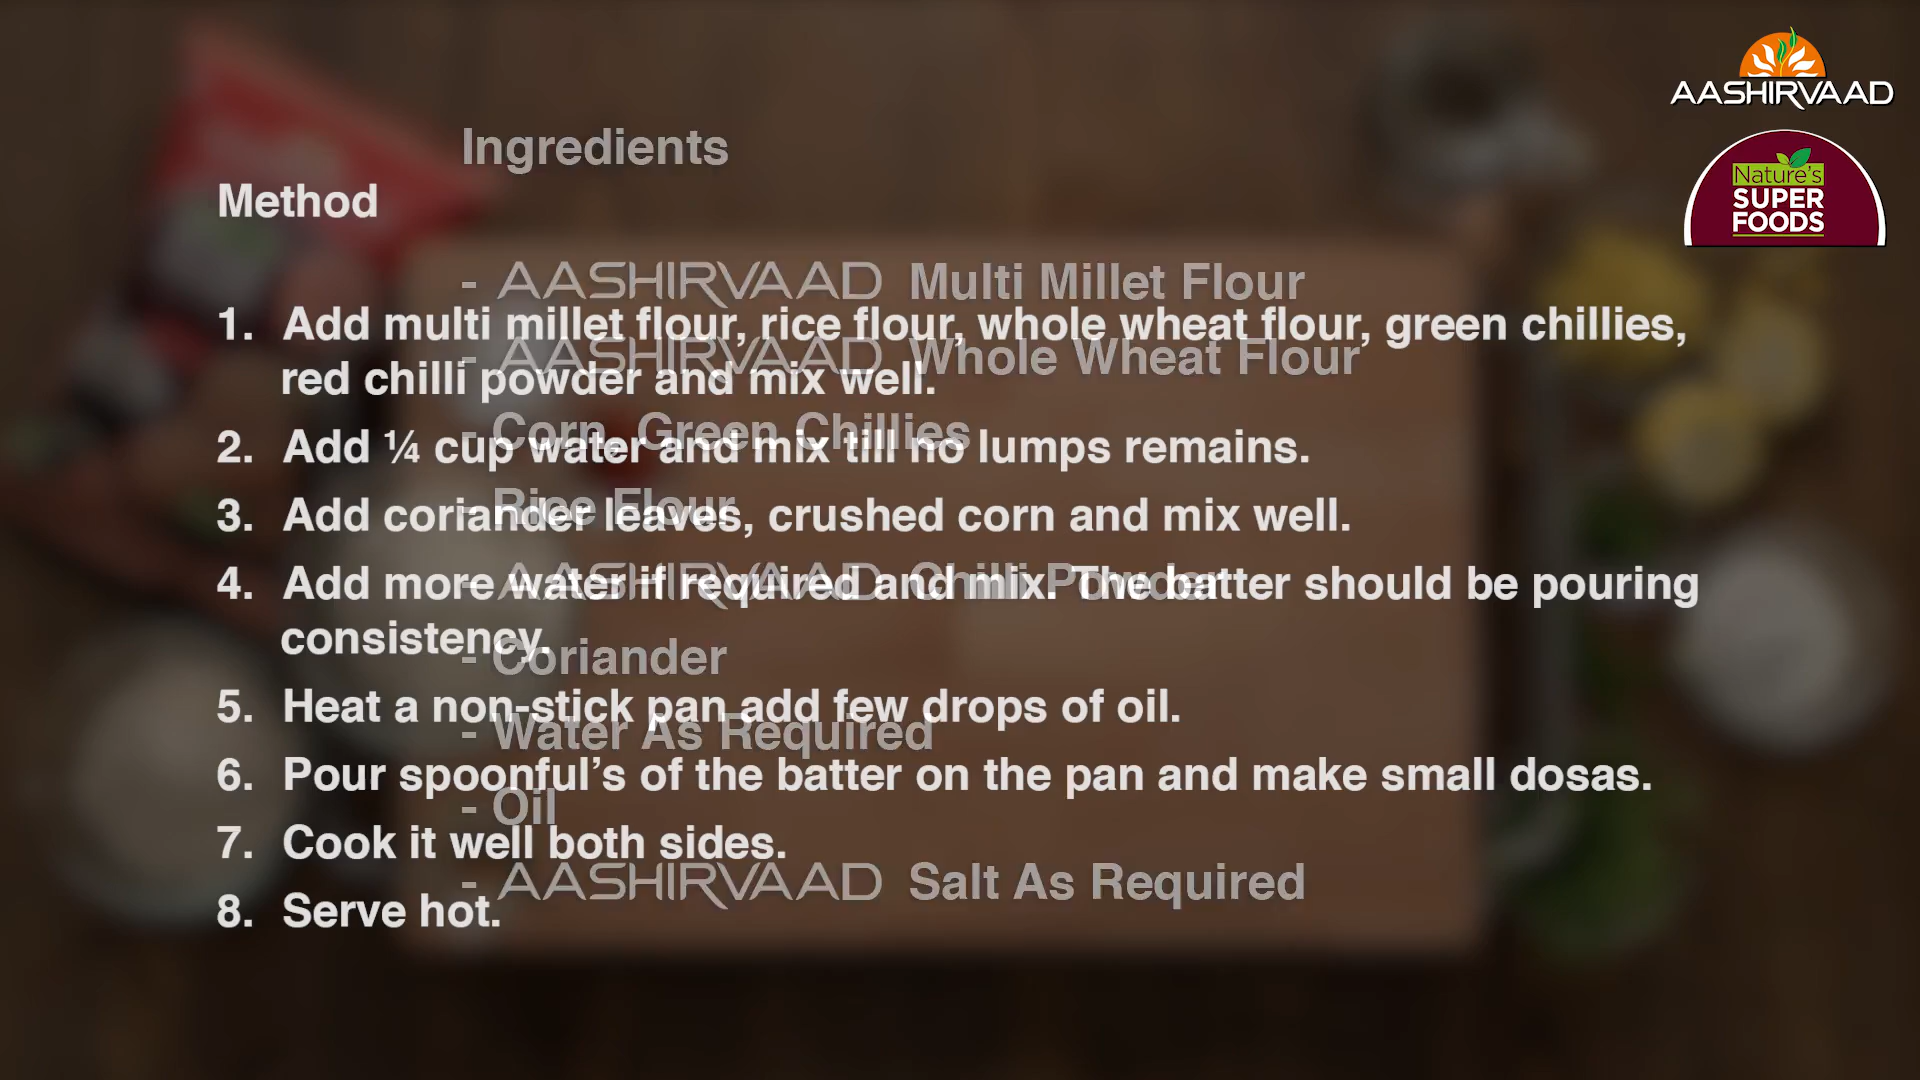 AASHIRVAAD
Nature's
SUPER
FOODS
Ingredients
- AASHIRVAAD Multi Millet Flour
- AASHIRVAAD Whole Wheat Flour
- Corn, Green Chillies
- Rice Flour
- AASHIRVAAD Chilli Powder
- Coriander
- Water As Required
- Oil
- AASHIRVAAD Salt As Required
Method
1. Add multi millet flour, rice flour, whole wheat flour, green chillies,
red chilli powder and mix well.
2. Add ¼ cup water and mix till no lumps remains.
3. Add coriander leaves, crushed corn and mix well.
4. Add more water if required and mix. The batter should be pouring
consistency.
5. Heat a non-stick pan add few drops of oil.
6. Pour spoonful’s of the batter on the pan and make small dosas.
7. Cook it well both sides.
8. Serve hot.